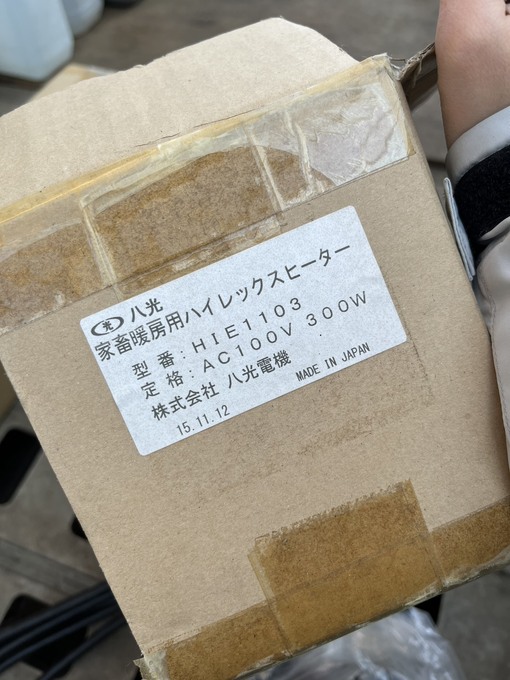 光 八光
家畜暖房用ハイレックスヒーター
型 番：HIE1103
定 格：AC100V 300W
株式会社 八光電機
15.11.12 MADE IN JAPAN